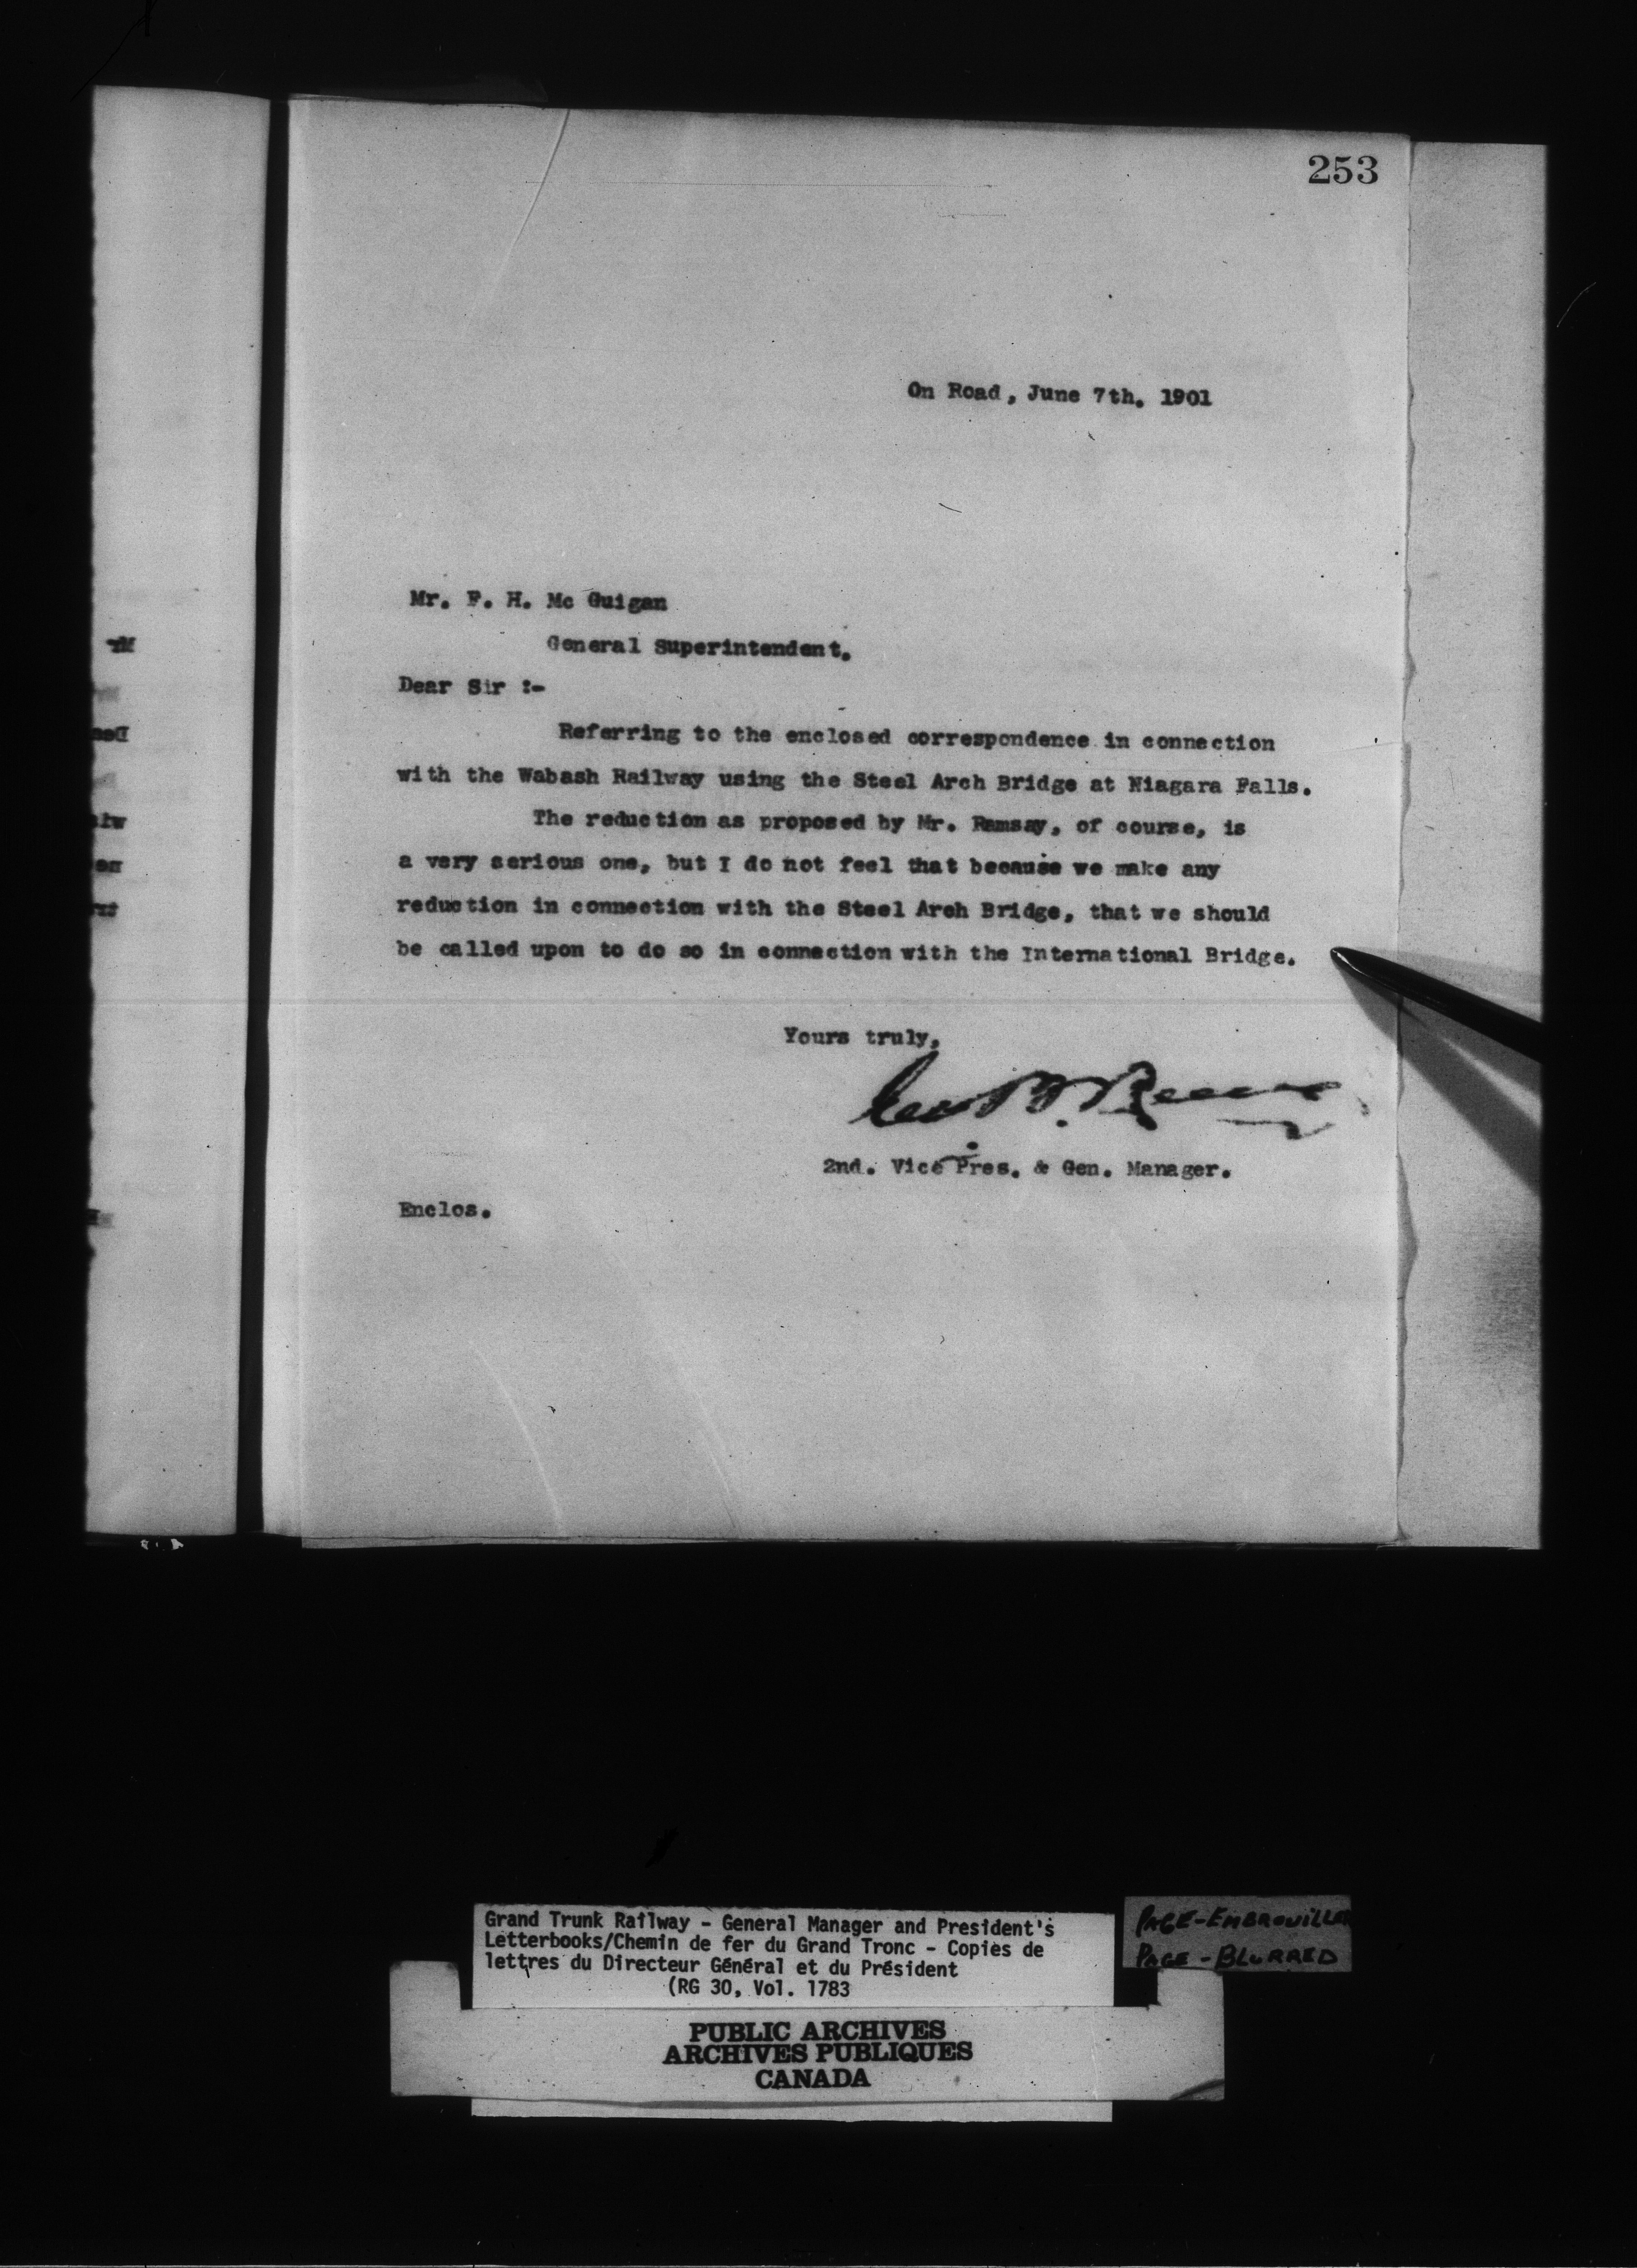 253
On Road, June 7th. 1901
Mr. F. H. Mc Guigan
General Superintendent.
Dear Sir :-
Referring to the enclosed correspondence in connection
with the Wabash Railway using the Steel Arch Bridge at Niagara Falls.
The reduction as proposed by Mr. Ramsay, of course, is
a very serious one, but I do not feel that because we make any
reduction in connection with the Steel Arch Bridge, that we should
be called upon to do so in connection with the International Bridge.
Yours truly,
Geo B. Reeve
2nd. Vice Pres. & Gen. Manager.
Enclos.
Grand Trunk Railway - General Manager and President's
Letterbooks/Chemin de fer du Grand Tronc - Copies de
lettres du Directeur Général et du Président
(RG 30, Vol. 1783
PAGE-EMBROUILLEE
PAGE-BLURRED
PUBLIC ARCHIVES
ARCHIVES PUBLIQUES
CANADA